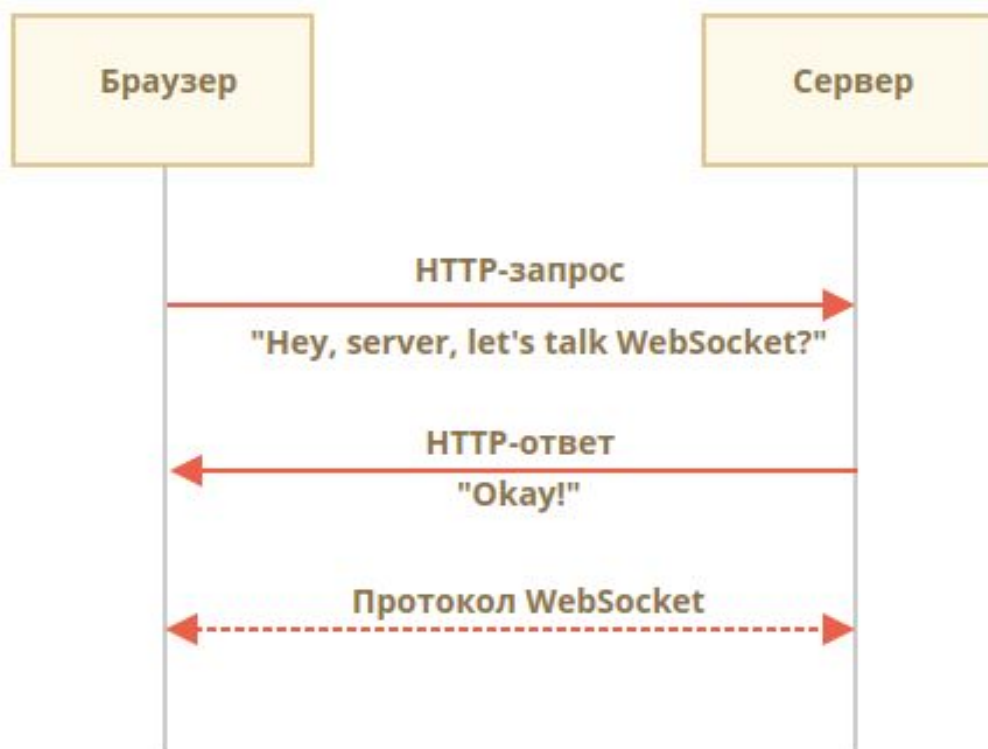 Браузер
Сервер
HTTP-запрос
"Hey, server, let's talk WebSocket?"
HTTP-ответ
"Okay!"
Протокол WebSocket